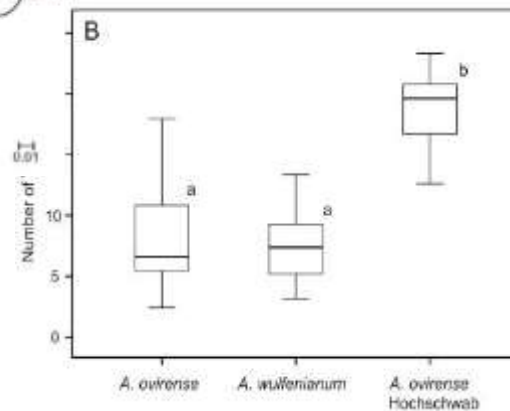 B
b
a
a
0.01
Number of
10
5
0
A. ovirense
A. wulfenianum
A. ovirense
Hochschwab